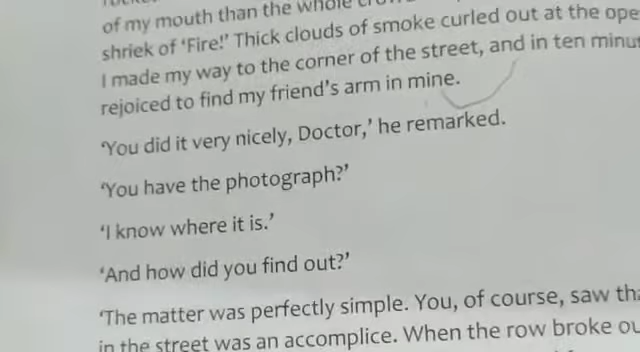 of my mouth than the whole
shriek of ‘Fire!’ Thick clouds of smoke curled out at the
I made my way to the corner of the street, and in ten
rejoiced to find my friend’s arm in mine.
‘You did it very nicely, Doctor,’ he remarked.
‘You have the photograph?’
‘I know where it is.’
‘And how did you find out?’
‘The matter was perfectly simple. You, of course, saw
in the street was an accomplice. When the row broke